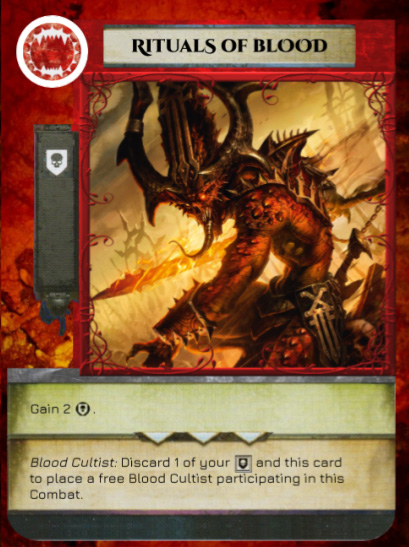 RITUALS OF BLOOD
Gain 2 .
Blood Cultist: Discard 1 of your and this card
to place a free Blood Cultist participating in this
Combat.